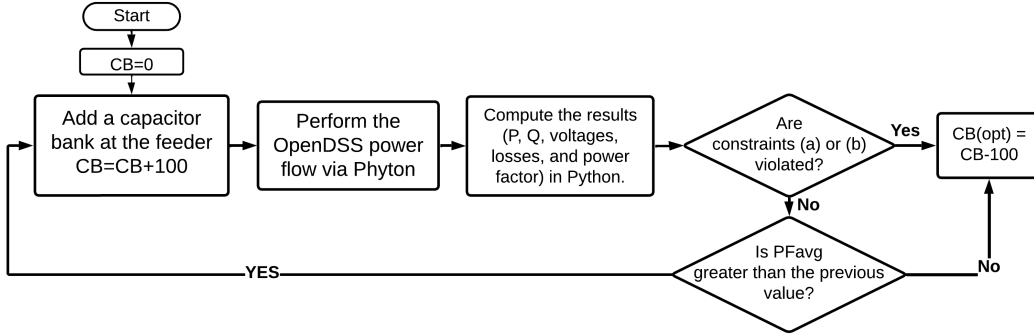 Start
CB=0
Add a capacitor
bank at the feeder
CB=CB+100
Perform the
OpenDSS power
flow via Phyton
Compute the results
(P, Q, voltages,
losses, and power
factor) in Python.
Are
constraints (a) or (b)
violated?
Yes
CB(opt) =
CB-100
No
Is PFavg
greater than the previous
value?
YES
No